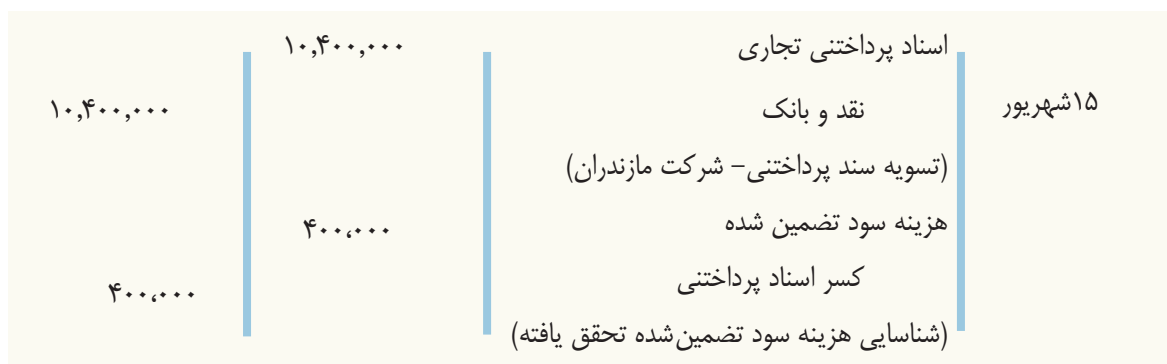 اسناد پرداختنی تجاری ۱۰,۴۰۰,۰۰۰
۱۵شهریور
نقد و بانک ۱۰,۴۰۰,۰۰۰
(تسویه سند پرداختنی– شرکت مازندران)
هزینه سود تضمین شده ۴۰۰،۰۰۰
کسر اسناد پرداختنی ۴۰۰،۰۰۰
(شناسایی هزینه سود تضمین‌شده تحقق یافته)